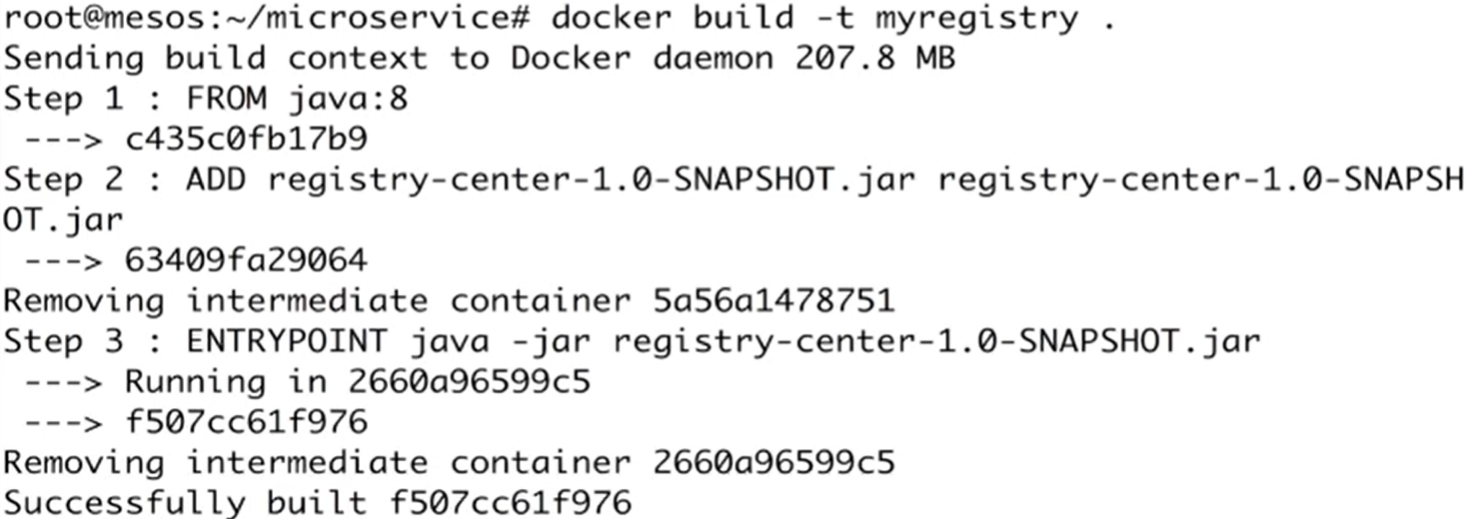 root@mesos:~/microservice# docker build -t myregistry .
Sending build context to Docker daemon 207.8 MB
Step 1 : FROM java:8
 ---> c435c0fb17b9
Step 2 : ADD registry-center-1.0-SNAPSHOT.jar registry-center-1.0-SNAPSH
OT.jar
 ---> 63409fa29064
Removing intermediate container 5a56a1478751
Step 3 : ENTRYPOINT java -jar registry-center-1.0-SNAPSHOT.jar
 ---> Running in 2660a96599c5
 ---> f507cc61f976
Removing intermediate container 2660a96599c5
Successfully built f507cc61f976